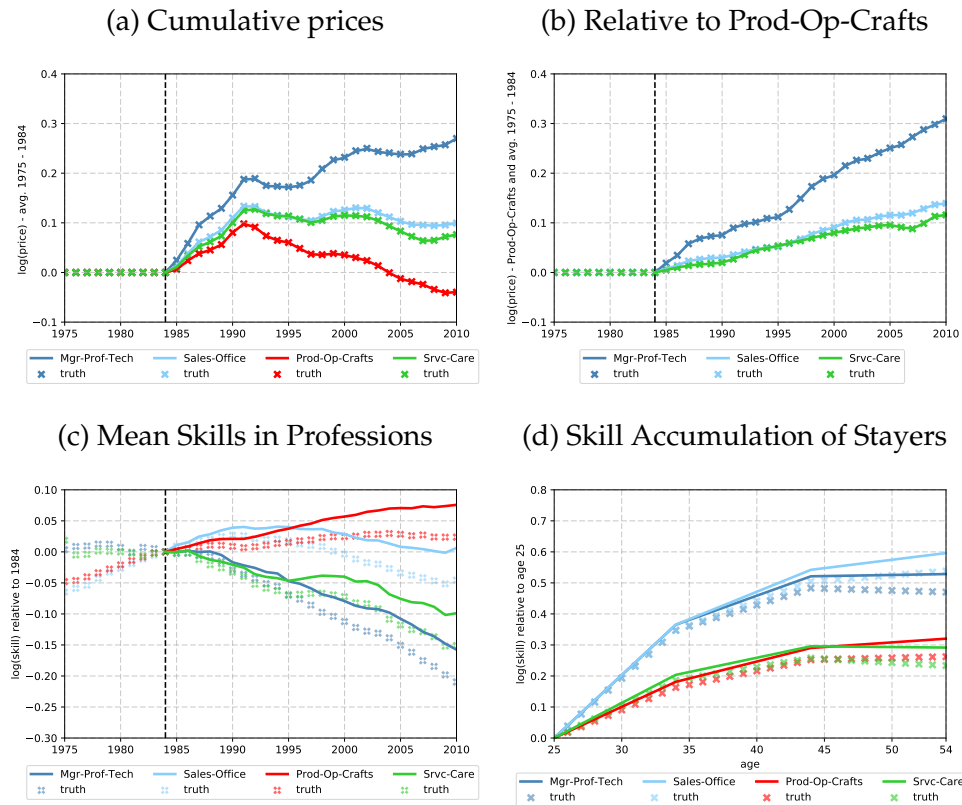 (a) Cumulative prices
log(price) - avg. 1975 - 1984
0.4
0.3
0.2
0.1
0.0
−0.1
1975 1980 1985 1990 1995 2000 2005 2010
Mgr-Prof-Tech Sales-Office Prod-Op-Crafts Srvc-Care
truth truth truth truth
(b) Relative to Prod-Op-Crafts
log(price) - Prod-Op-Crafts and avg. 1975 - 1984
0.4
0.3
0.2
0.1
0.0
−0.1
1975 1980 1985 1990 1995 2000 2005 2010
Mgr-Prof-Tech Sales-Office Srvc-Care
truth truth truth
(c) Mean Skills in Professions
log(skill) relative to 1984
0.10
0.05
0.00
−0.05
−0.10
−0.15
−0.20
−0.25
−0.30
1975 1980 1985 1990 1995 2000 2005 2010
Mgr-Prof-Tech Sales-Office Prod-Op-Crafts Srvc-Care
truth truth truth truth
(d) Skill Accumulation of Stayers
log(skill) relative to age 25
0.8
0.7
0.6
0.5
0.4
0.3
0.2
0.1
0.0
25 30 35 40 45 50 54
age
Mgr-Prof-Tech Sales-Office Prod-Op-Crafts Srvc-Care
truth truth truth truth